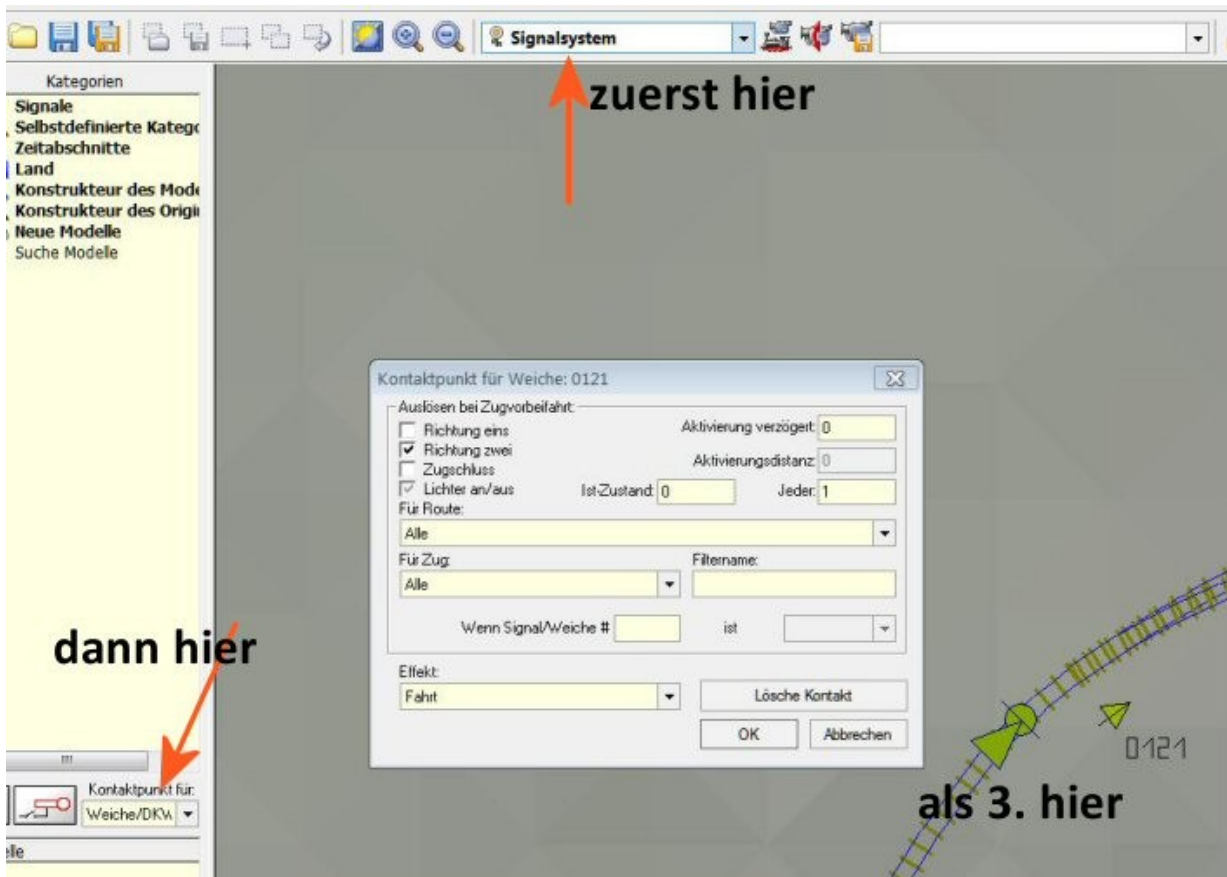 Signalsystem
zuerst hier
Kategorien
Signale
Selbstdefinierte Katego
Zeitabschnitte
Land
Konstrukteur des Mode
Konstrukteur des Origi
Neue Modelle
Suche Modelle
Kontaktpunkt für Weiche: 0121
Auslösen bei Zugvorbeifahrt:
Richtung eins
Aktivierung verzögert: 0
Richtung zwei
Zugschluss
Aktivierungsdistanz: 0
Lichter an/aus
Ist-Zustand: 0
Jeder: 1
Für Route:
Alle
Für Zug:
Filtername:
Alle
Wenn Signal/Weiche #
ist
Effekt:
Fahrt
Lösche Kontakt
OK
Abbrechen
dann hier
0121
als 3. hier
Kontaktpunkt für:
Weiche/DKW
elle